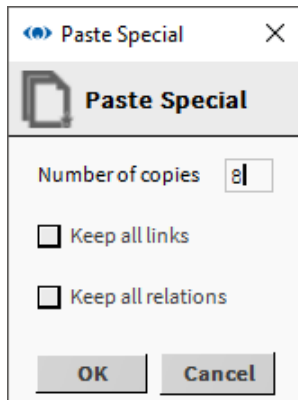 Paste Special
Paste Special
Number of copies 8
Keep all links
Keep all relations
OK Cancel